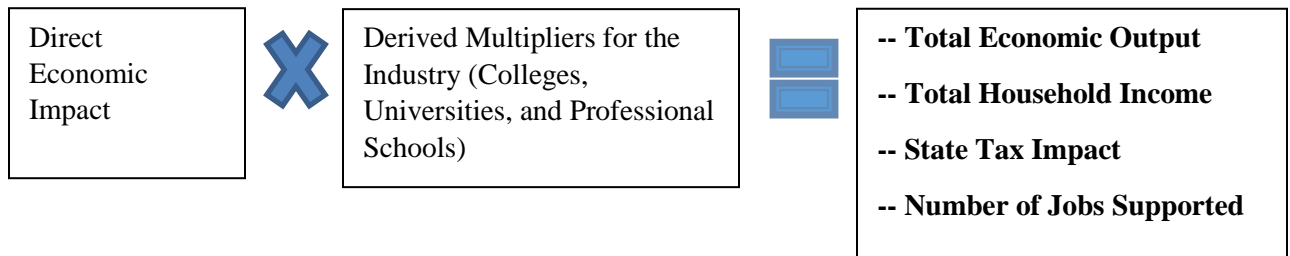 Direct
Economic
Impact
Derived Multipliers for the
Industry (Colleges,
Universities, and Professional
Schools)
-- Total Economic Output
-- Total Household Income
-- State Tax Impact
-- Number of Jobs Supported